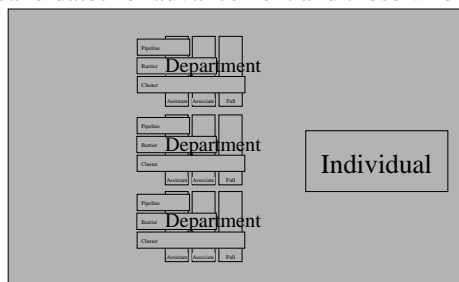 Pipeline
Barrier Department
Cluster
Assistant Associate Full
Pipeline
Barrier Department
Cluster
Individual
Assistant Associate Full
Pipeline
Barrier Department
Cluster
Assistant Associate Full